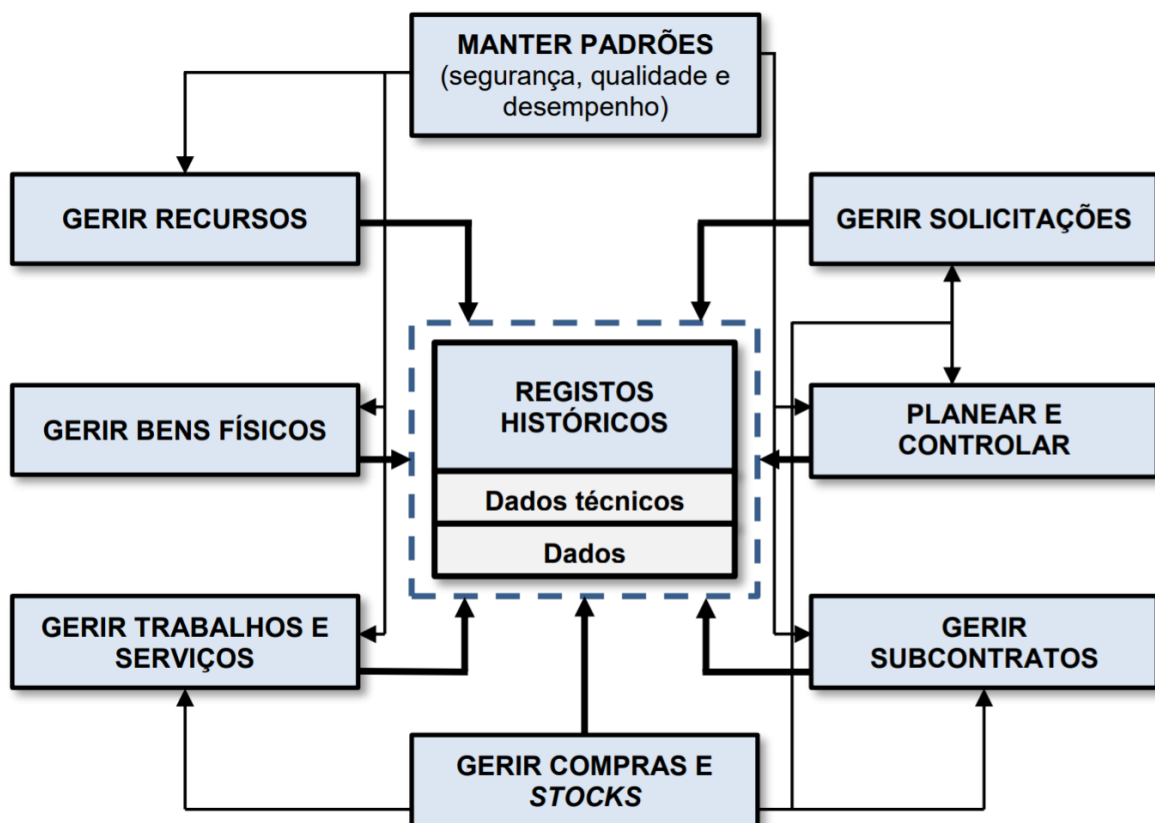 MANTER PADRÕES
(segurança, qualidade e
desempenho)
GERIR RECURSOS
GERIR SOLICITAÇÕES
REGISTOS
HISTÓRICOS
GERIR BENS FÍSICOS
PLANEAR E
CONTROLAR
Dados técnicos
Dados
GERIR TRABALHOS E
SERVIÇOS
GERIR
SUBCONTRATOS
GERIR COMPRAS E
STOCKS